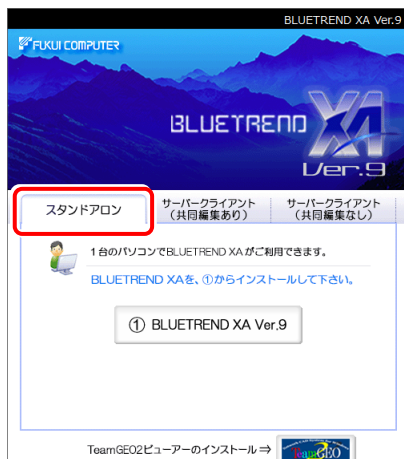 BLUETREND XA Ver.9
FUKUI COMPUTER
BLUETREND XA
Ver.9
スタンドアロン
サーバークライアント
（共同編集あり）
サーバークライアント
（共同編集なし）
1台のパソコンでBLUETREND XAがご利用できます。
BLUETREND XAを、①からインストールして下さい。
① BLUETREND XA Ver.9
TeamGEO2ビューアーのインストール⇒
TeamGEO